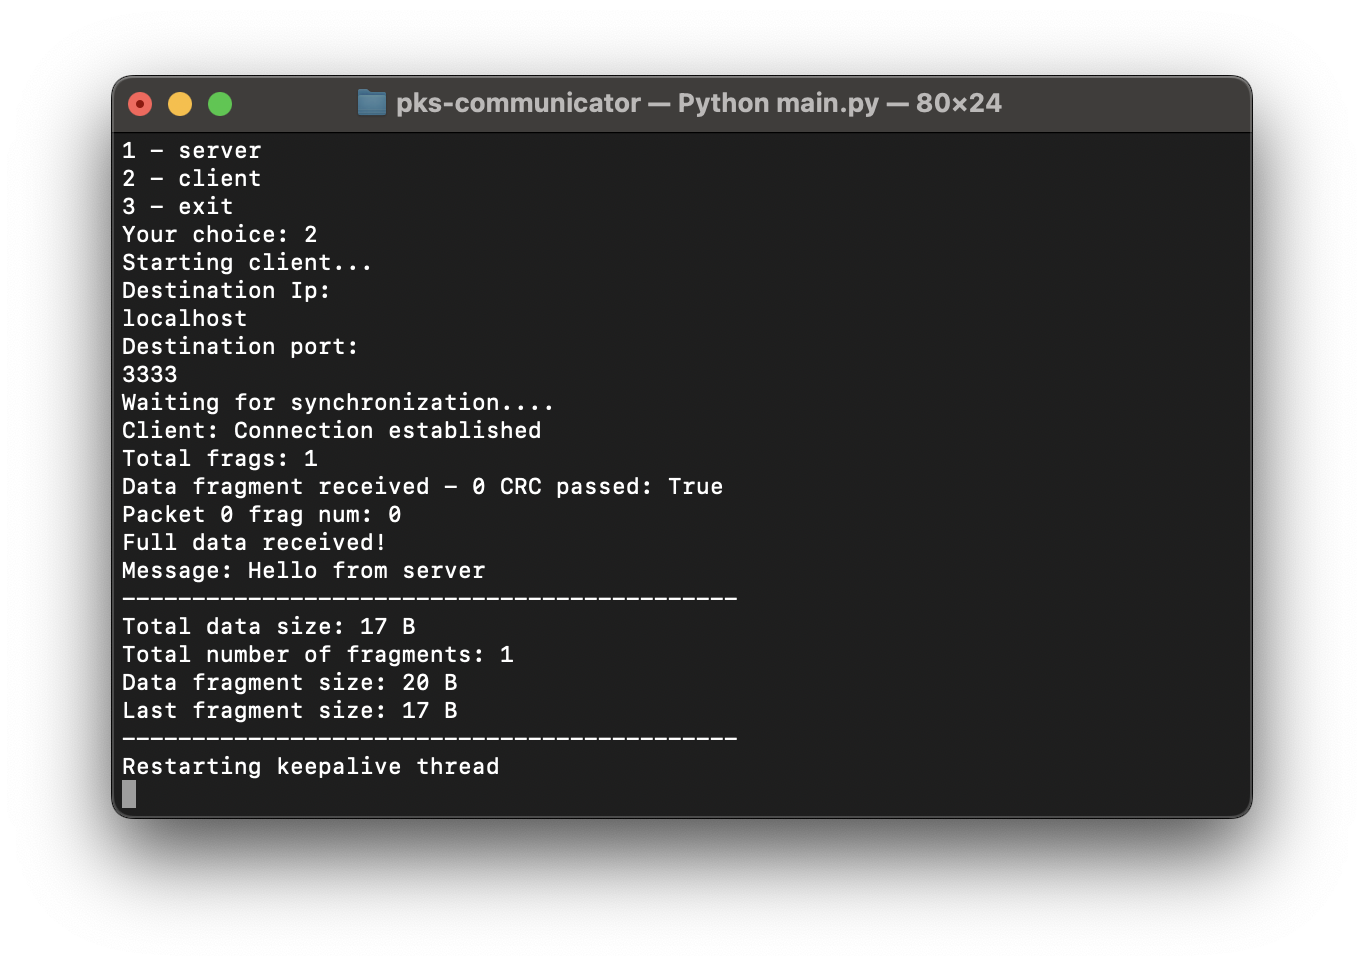 pks-communicator — Python main.py — 80×24
1 - server
2 - client
3 - exit
Your choice: 2
Starting client...
Destination Ip:
localhost
Destination port:
3333
Waiting for synchronization....
Client: Connection established
Total frags: 1
Data fragment received - 0 CRC passed: True
Packet 0 frag num: 0
Full data received!
Message: Hello from server
--------------------------------------------
Total data size: 17 B
Total number of fragments: 1
Data fragment size: 20 B
Last fragment size: 17 B
--------------------------------------------
Restarting keepalive thread